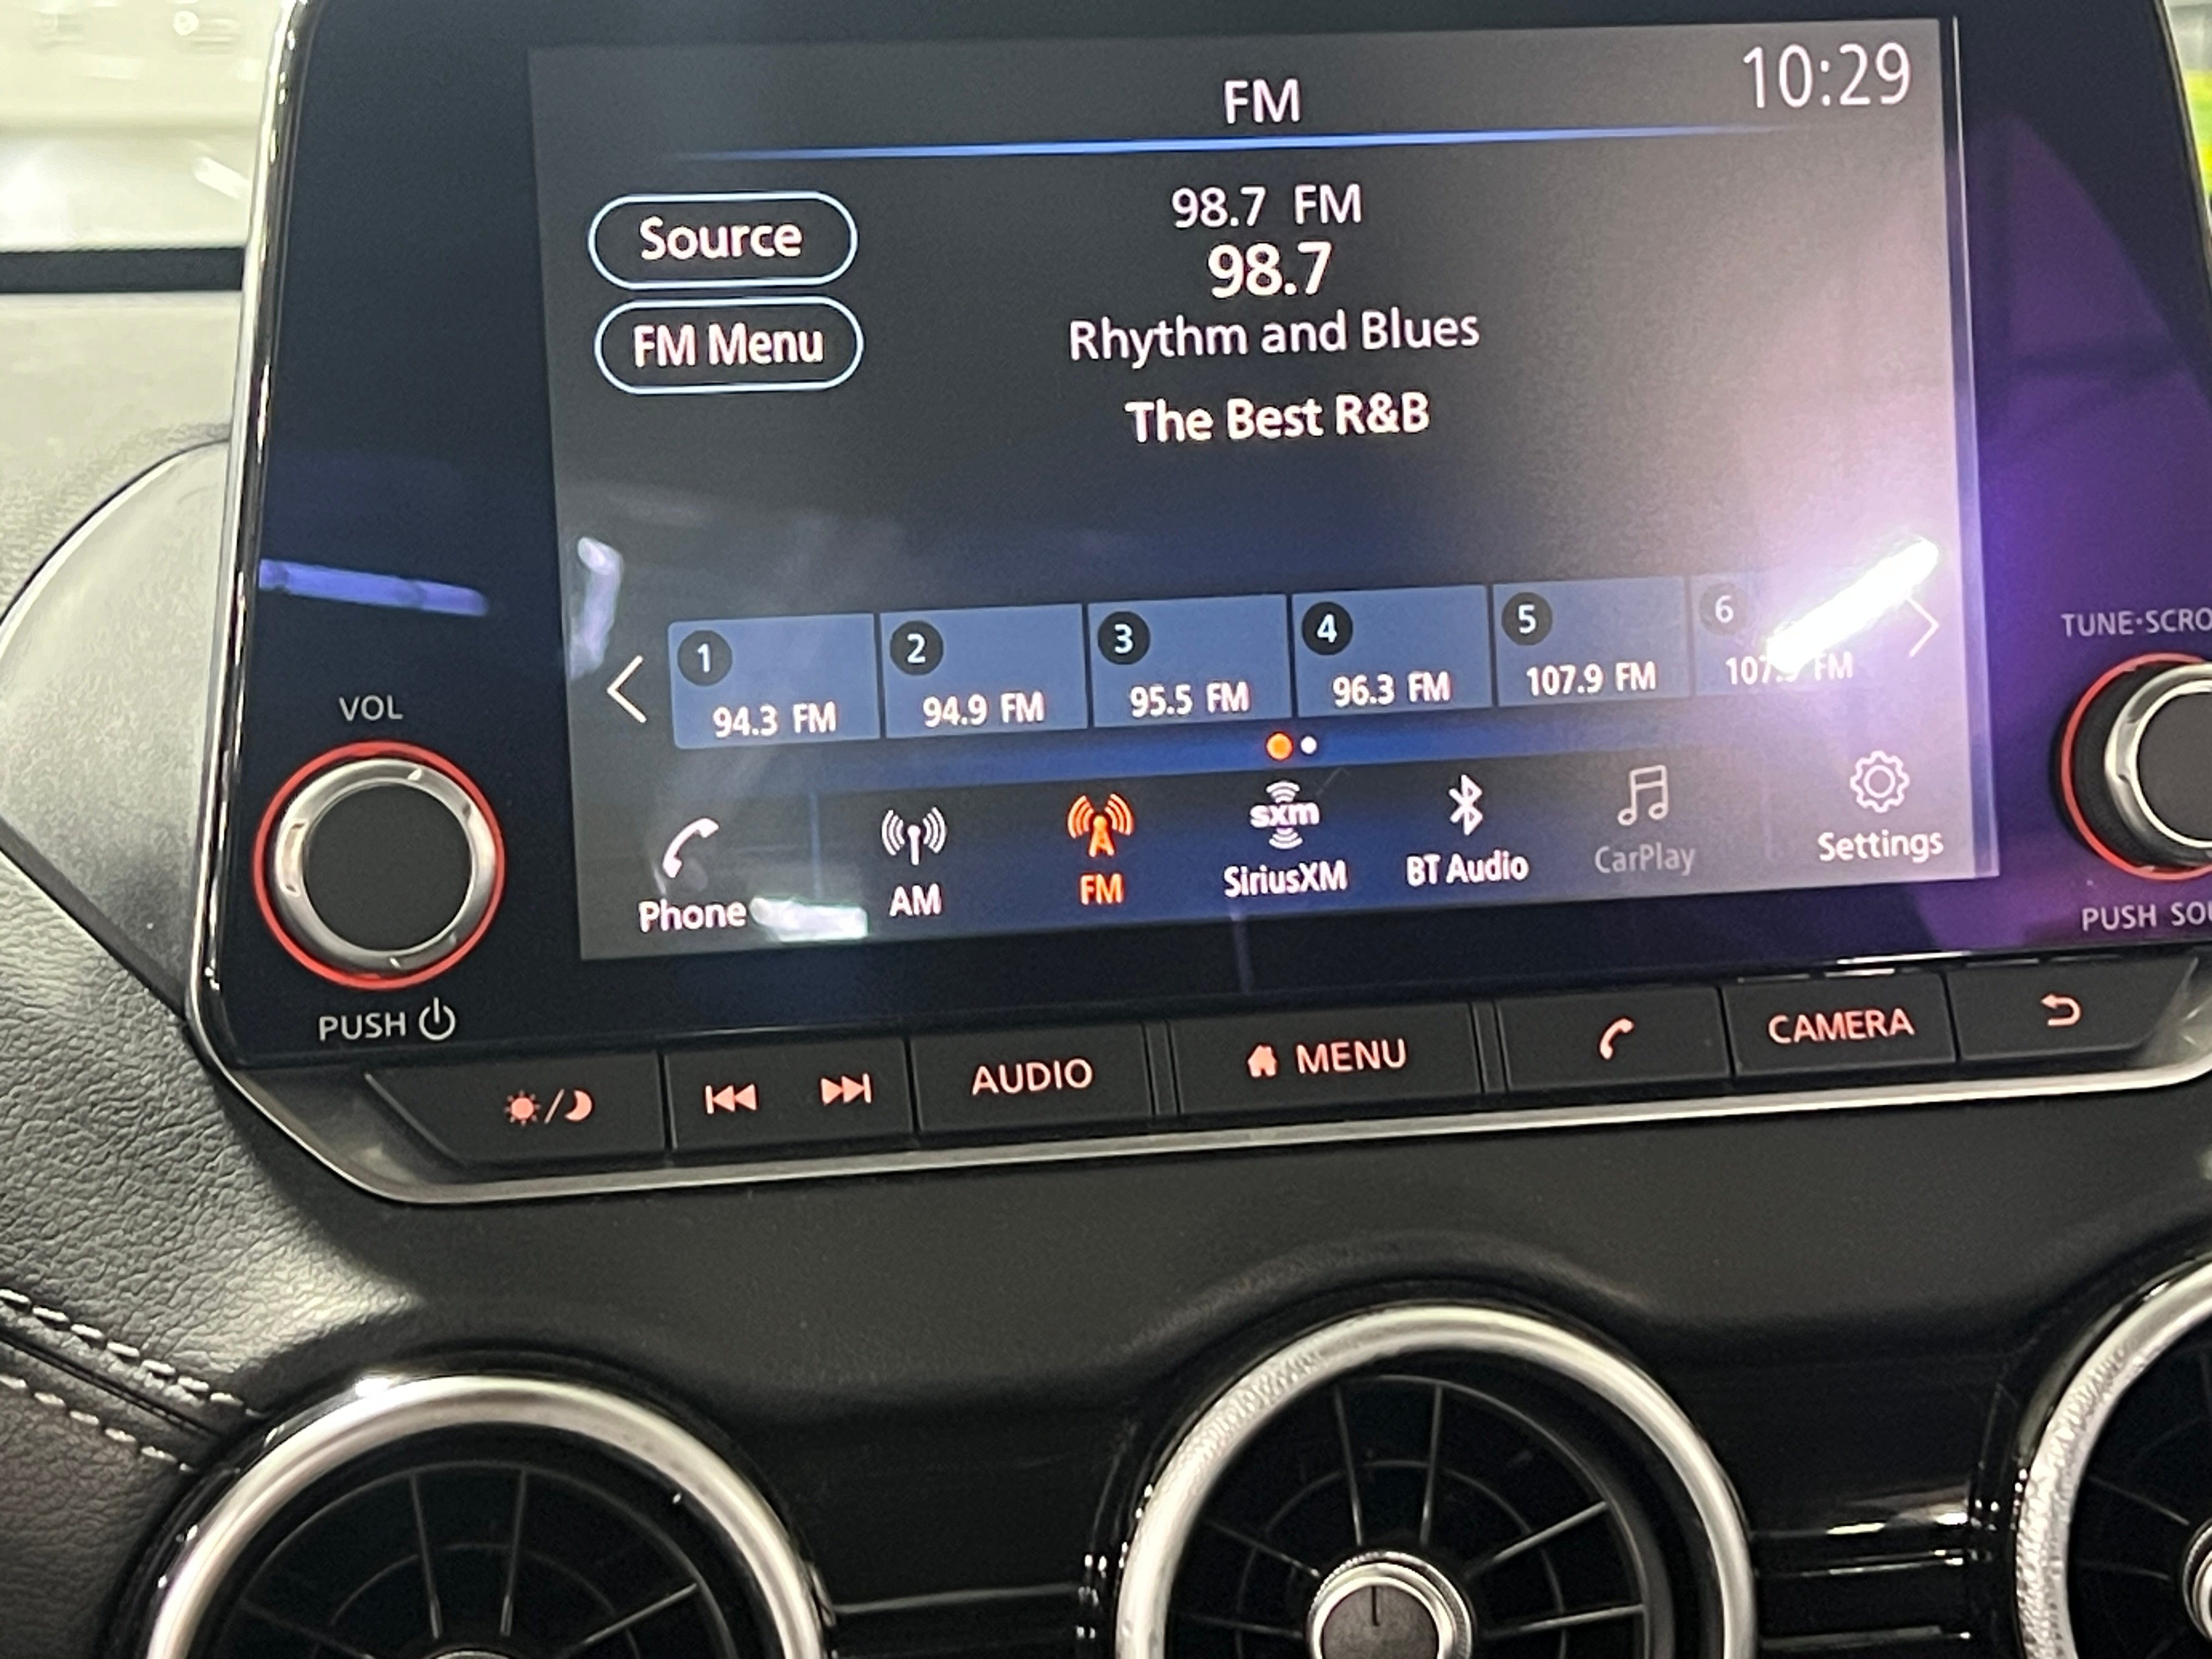 FM
10:29
Source
FM Menu
98.7 FM
98.7
Rhythm and Blues
The Best R&B
1
94.3 FM
2
94.9 FM
3
95.5 FM
4
96.3 FM
5
107.9 FM
6
FM
Phone
AM
FM
sxm
SiriusXM
BT Audio
CarPlay
Settings
VOL
PUSH
TUNE·SCRO
PUSH SOU
AUDIO
MENU
CAMERA